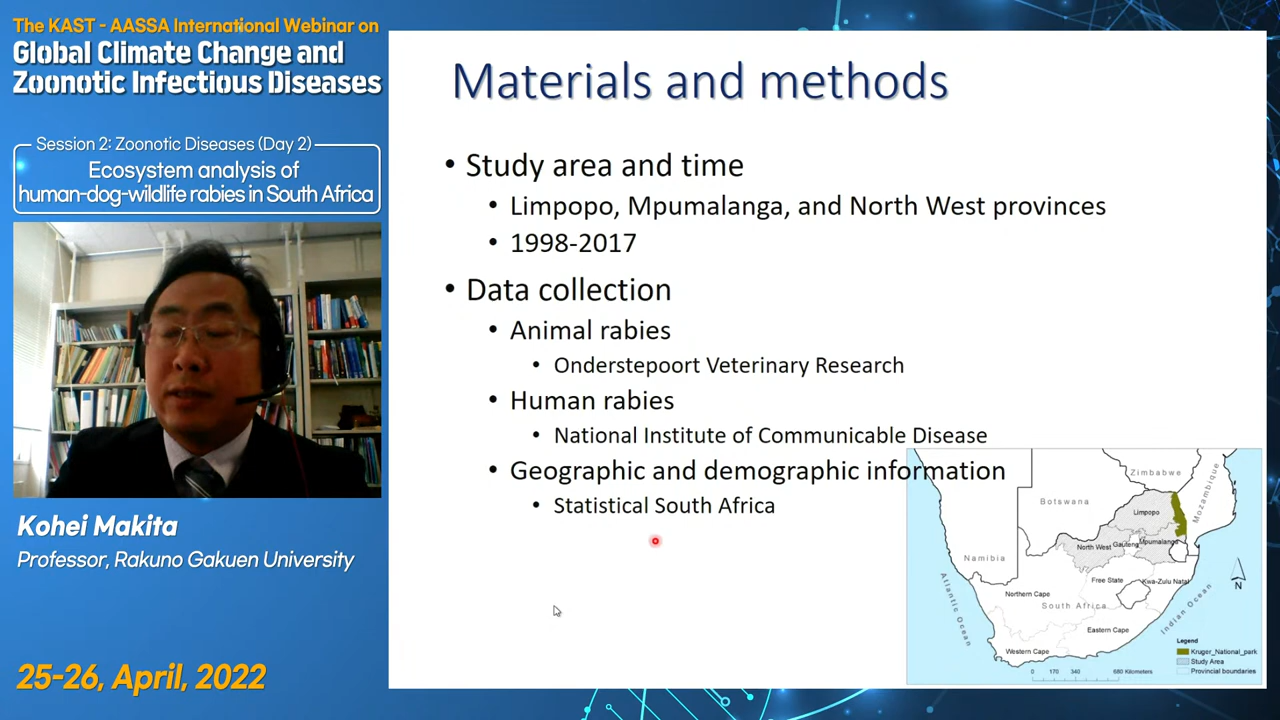 The KAST - AASSA International Webinar on
Global Climate Change and
Zoonotic Infectious Diseases
Session 2: Zoonotic Diseases (Day 2)
Ecosystem analysis of
human-dog-wildlife rabies in South Africa
Kohei Makita
Professor, Rakuno Gakuen University
25-26, April, 2022
Materials and methods
• Study area and time
• Limpopo, Mpumalanga, and North West provinces
• 1998-2017
• Data collection
• Animal rabies
• Onderstepoort Veterinary Research
• Human rabies
• National Institute of Communicable Disease
• Geographic and demographic information
• Statistical South Africa
Zimbabwe
Botswana
Mozambique
Limpopo
Namibia
North West
Gauteng
Mpumalanga
Free State
Kwa-Zulu Natal
Northern Cape
South Africa
Eastern Cape
Western Cape
Atlantic Ocean
Indian Ocean
N
Legend
Kruger_National_park
Study Area
Provincial boundaries
0 170 340 680 Kilometers